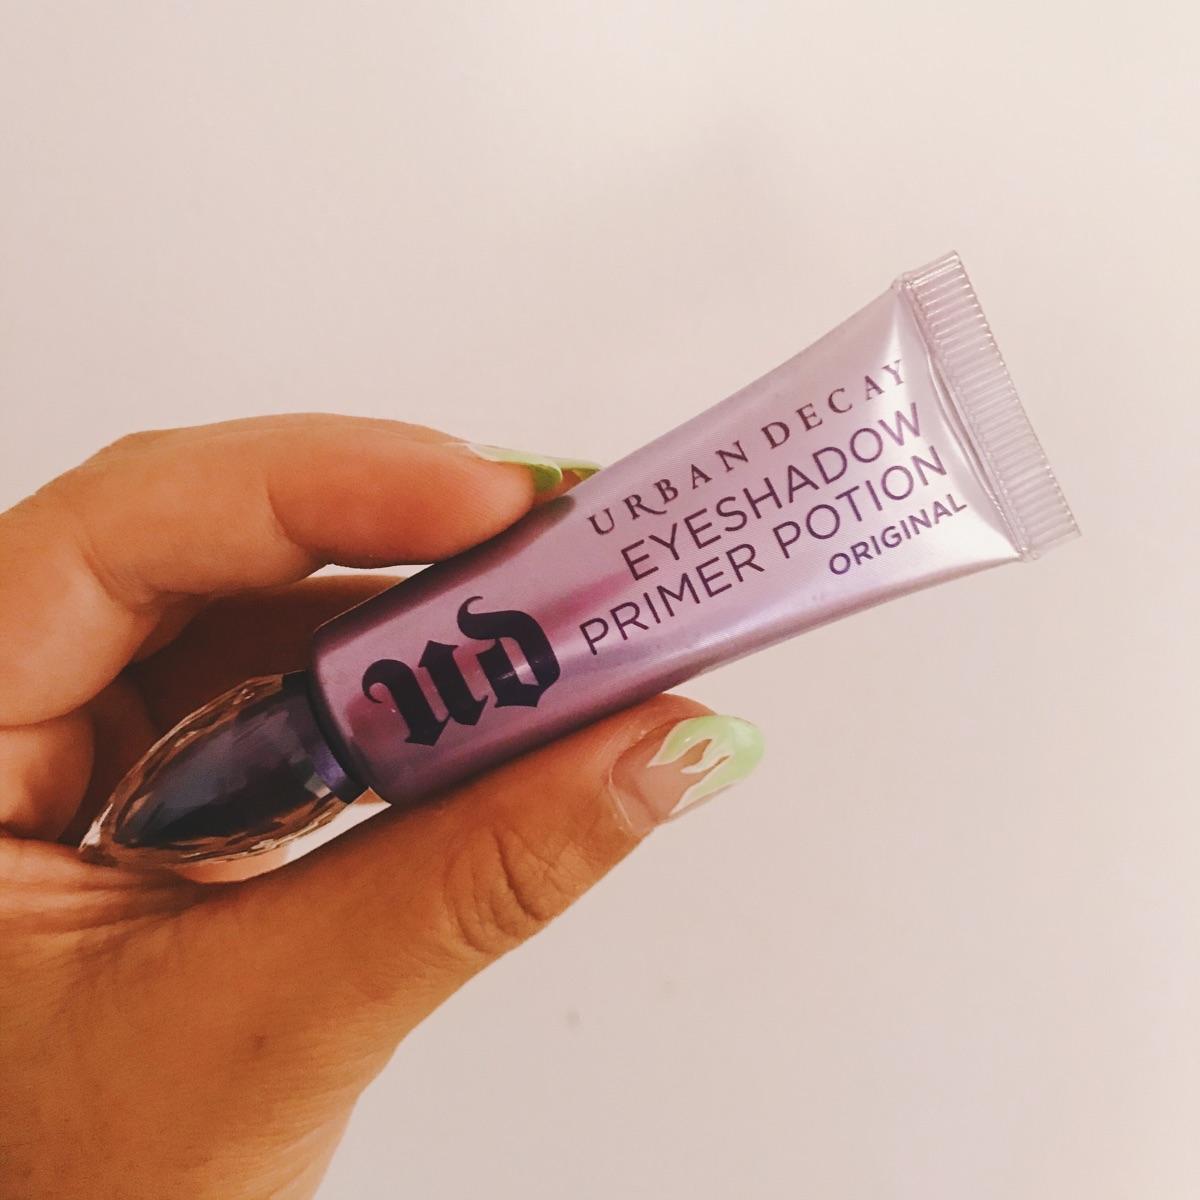 URBAN DECAY
EYESHADOW
PRIMER POTION
ORIGINAL
UD